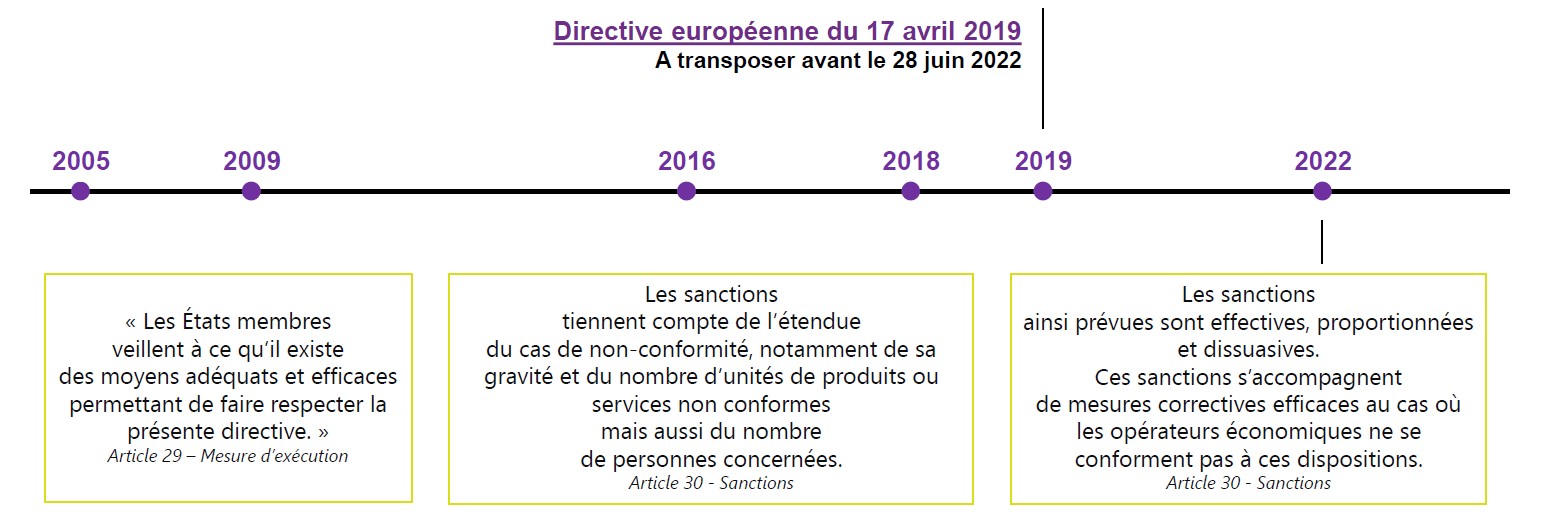 Directive européenne du 17 avril 2019
A transposer avant le 28 juin 2022
2005
2009
2016
2018
2019
2022
« Les États membres
veillent à ce qu'il existe
des moyens adéquats et efficaces
permettant de faire respecter la
présente directive. »
Article 29 – Mesure d'exécution
Les sanctions
tiennent compte de l'étendue
du cas de non-conformité, notamment de sa
gravité et du nombre d'unités de produits ou
services non conformes
mais aussi du nombre
de personnes concernées.
Article 30 - Sanctions
Les sanctions
ainsi prévues sont effectives, proportionnées
et dissuasives.
Ces sanctions s'accompagnent
de mesures correctives efficaces au cas où
les opérateurs économiques ne se
conforment pas à ces dispositions.
Article 30 - Sanctions